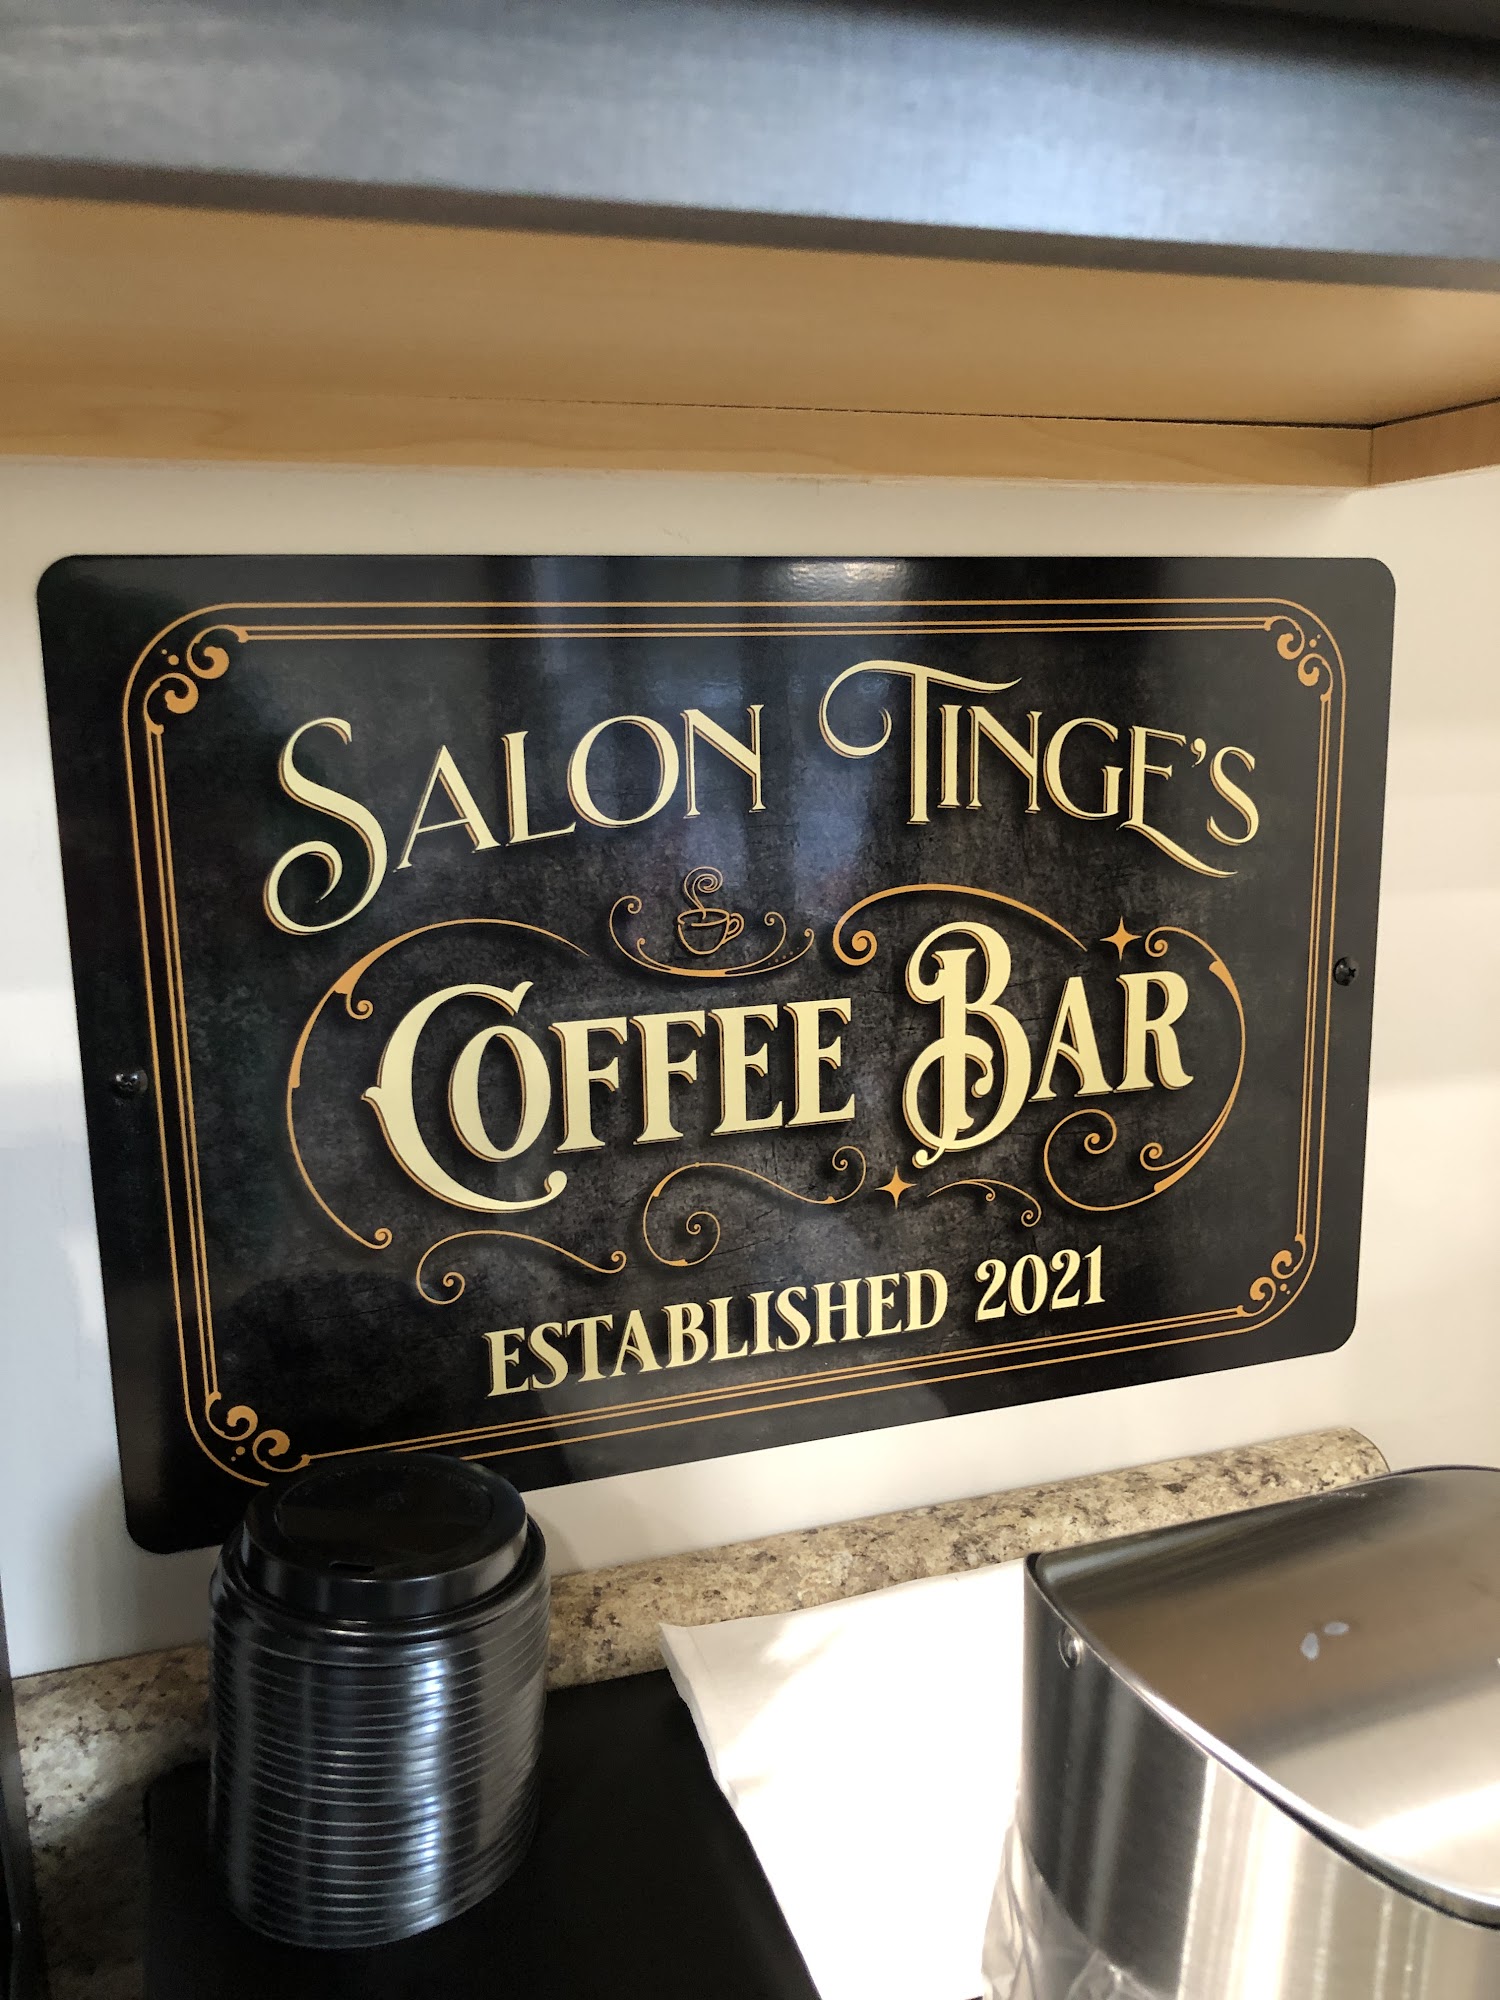 SALON TINGE'S
COFFEE BAR
ESTABLISHED 2021